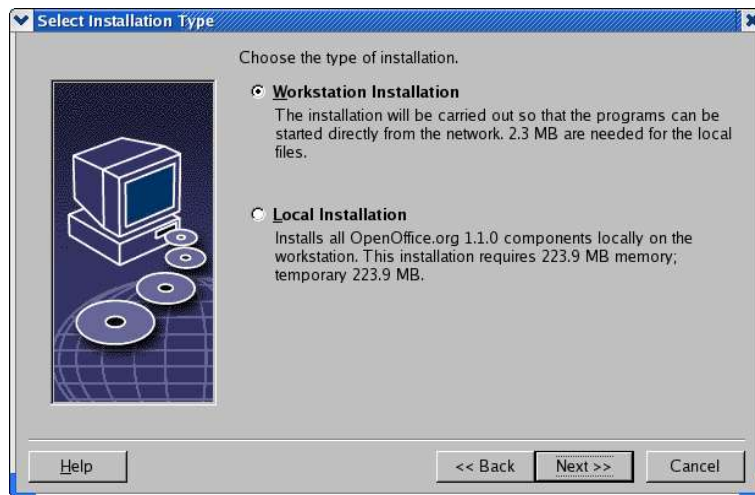 Select Installation Type
Choose the type of installation.
Workstation Installation
The installation will be carried out so that the programs can be
started directly from the network. 2.3 MB are needed for the local
files.
Local Installation
Installs all OpenOffice.org 1.1.0 components locally on the
workstation. This installation requires 223.9 MB memory;
temporary 223.9 MB.
Help
<< Back
Next >>
Cancel